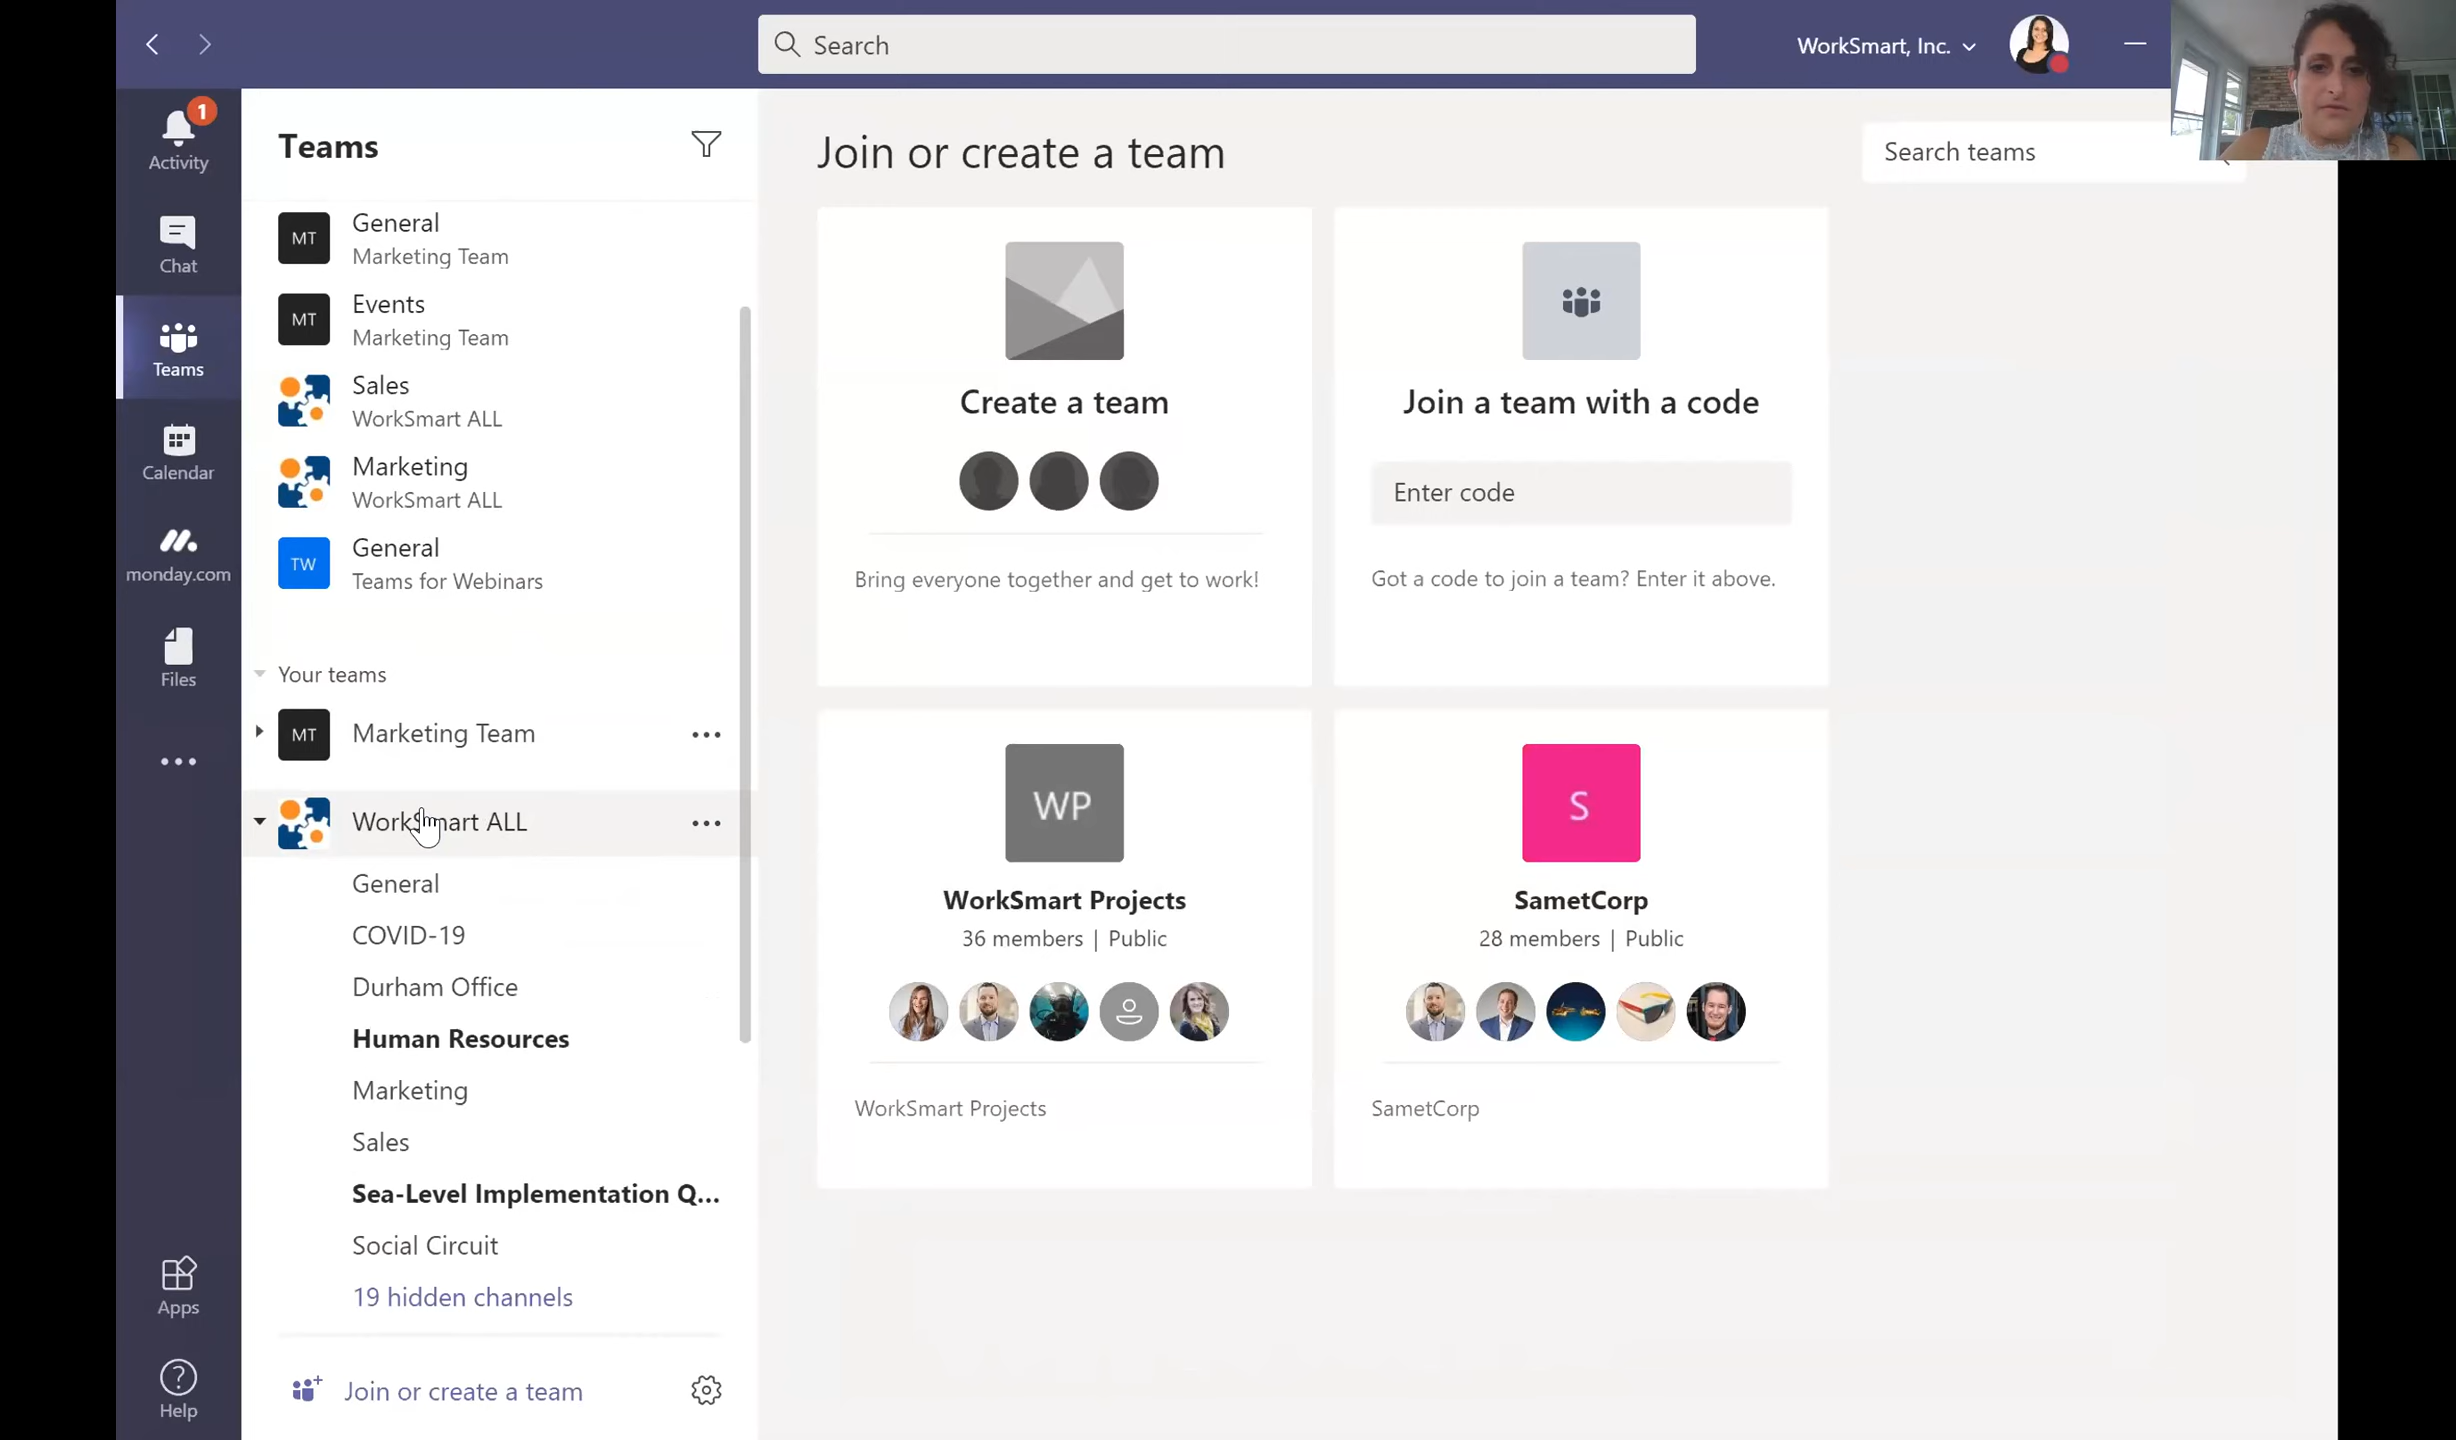 Search
WorkSmart, Inc.
1
Activity
Chat
Teams
Calendar
monday.com
Files
Apps
Help
Teams
MT
General
Marketing Team
MT
Events
Marketing Team
Sales
WorkSmart ALL
Marketing
WorkSmart ALL
TW
General
Teams for Webinars
Your teams
MT
Marketing Team
WorkSmart ALL
General
COVID-19
Durham Office
Human Resources
Marketing
Sales
Sea-Level Implementation Q...
Social Circuit
19 hidden channels
Join or create a team
Join or create a team
Search teams
Create a team
Bring everyone together and get to work!
Join a team with a code
Enter code
Got a code to join a team? Enter it above.
WP
WorkSmart Projects
36 members | Public
WorkSmart Projects
S
SametCorp
28 members | Public
SametCorp